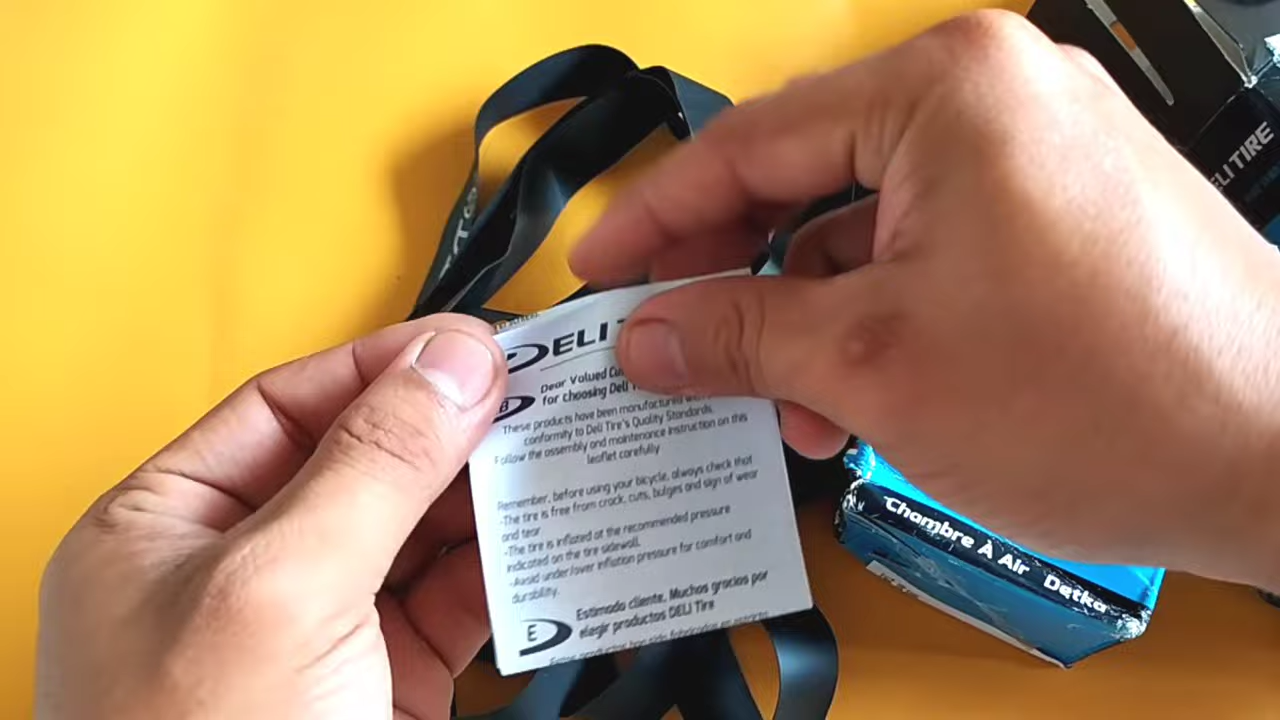 DELI
Dear Valued
for choosing Deli
These products have been manufactured
conformity to Deli Tire's Quality Standards.
Follow the assembly and maintenance instruction on this
leaflet carefully
Remember, before using your bicycle, always check that
-The tire is free from crack, cuts, bulges and sign of wear
and tear
-The tire is inflated at the recommended pressure
indicated on the tire sidewall.
-Avoid under/over inflation pressure for comfort and
durability.
E
Estimado cliente. Muchos gracias por
elegir productos DELI Tire
Chambre À Air Dętka
ELI TIRE